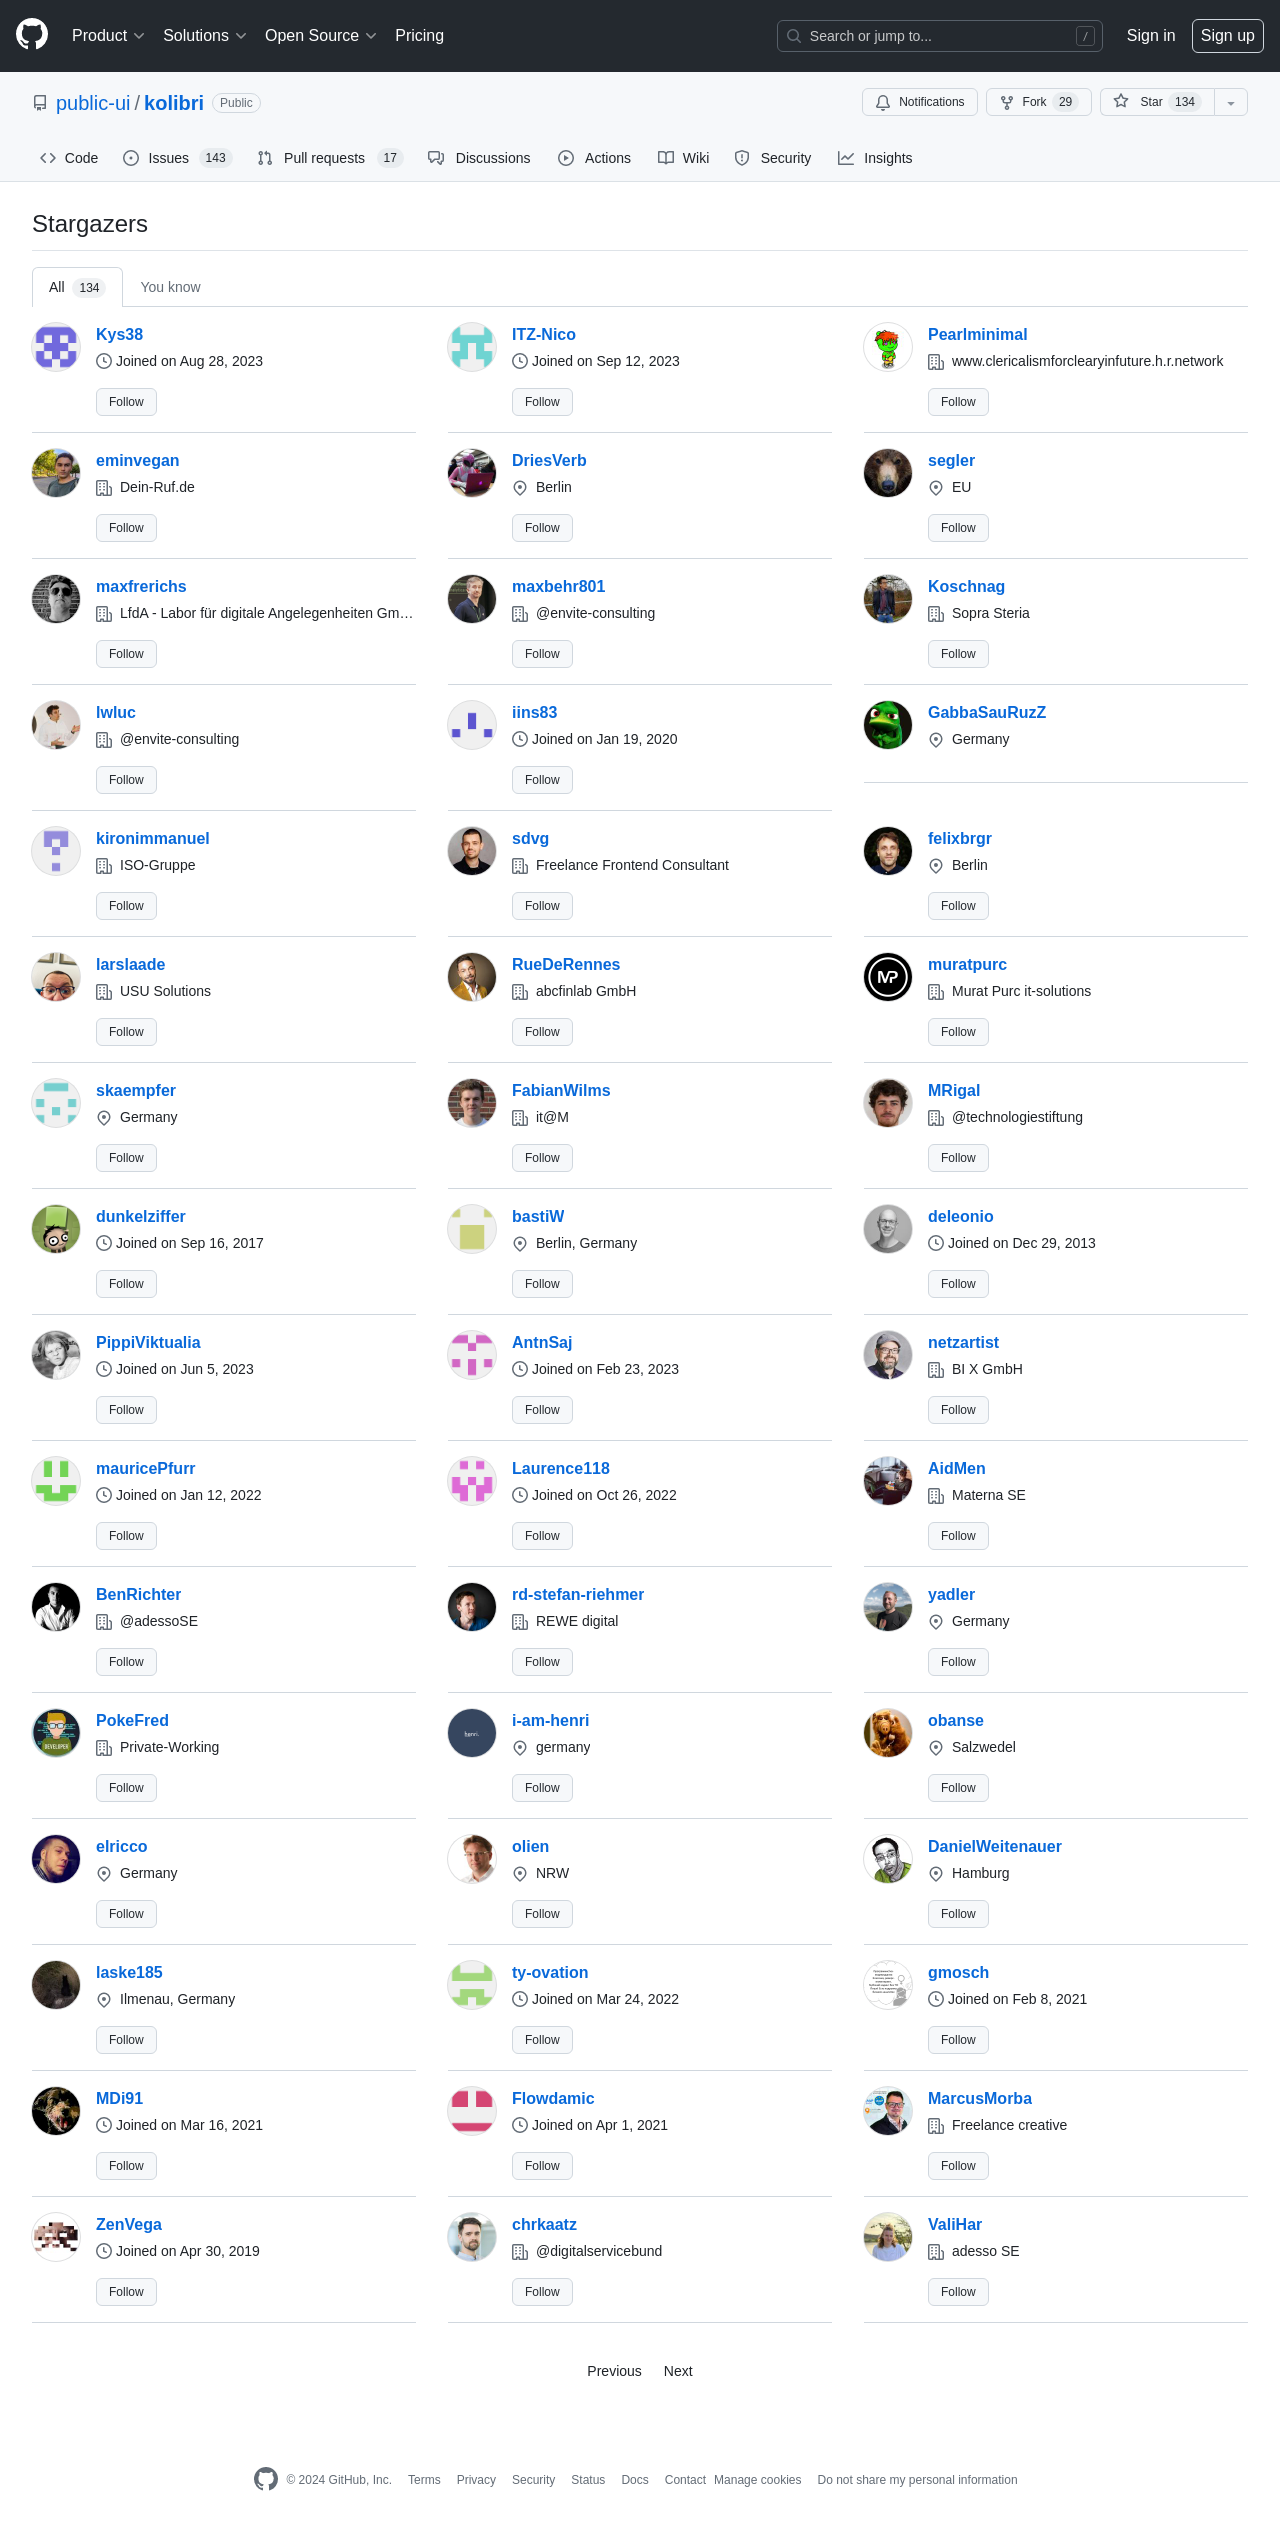 Product Solutions Open Source Pricing Search or jump to... / Sign in Sign up
public-ui / kolibri Public Notifications Fork 29 Star 134
Code Issues 143 Pull requests 17 Discussions Actions Wiki Security Insights
Stargazers
All 134 You know
Kys38 ITZ-Nico Pearlminimal
Joined on Aug 28, 2023 Joined on Sep 12, 2023 www.clericalismforclearyinfuture.h.r.network
Follow Follow Follow
eminvegan DriesVerb segler
Dein-Ruf.de Berlin EU
Follow Follow Follow
maxfrerichs maxbehr801 Koschnag
LfdA - Labor für digitale Angelegenheiten Gm… @envite-consulting Sopra Steria
Follow Follow Follow
lwluc iins83 GabbaSauRuzZ
@envite-consulting Joined on Jan 19, 2020 Germany
Follow Follow
kironimmanuel sdvg felixbrgr
ISO-Gruppe Freelance Frontend Consultant Berlin
Follow Follow Follow
larslaade RueDeRennes muratpurc
USU Solutions abcfinlab GmbH Murat Purc it-solutions
Follow Follow Follow
skaempfer FabianWilms MRigal
Germany it@M @technologiestiftung
Follow Follow Follow
dunkelziffer bastiW deleonio
Joined on Sep 16, 2017 Berlin, Germany Joined on Dec 29, 2013
Follow Follow Follow
PippiViktualia AntnSaj netzartist
Joined on Jun 5, 2023 Joined on Feb 23, 2023 BI X GmbH
Follow Follow Follow
mauricePfurr Laurence118 AidMen
Joined on Jan 12, 2022 Joined on Oct 26, 2022 Materna SE
Follow Follow Follow
BenRichter rd-stefan-riehmer yadler
@adessoSE REWE digital Germany
Follow Follow Follow
PokeFred i-am-henri obanse
Private-Working germany Salzwedel
Follow Follow Follow
elricco olien DanielWeitenauer
Germany NRW Hamburg
Follow Follow Follow
laske185 ty-ovation gmosch
Ilmenau, Germany Joined on Mar 24, 2022 Joined on Feb 8, 2021
Follow Follow Follow
MDi91 Flowdamic MarcusMorba
Joined on Mar 16, 2021 Joined on Apr 1, 2021 Freelance creative
Follow Follow Follow
ZenVega chrkaatz ValiHar
Joined on Apr 30, 2019 @digitalservicebund adesso SE
Follow Follow Follow
Previous Next
© 2024 GitHub, Inc. Terms Privacy Security Status Docs Contact Manage cookies Do not share my personal information